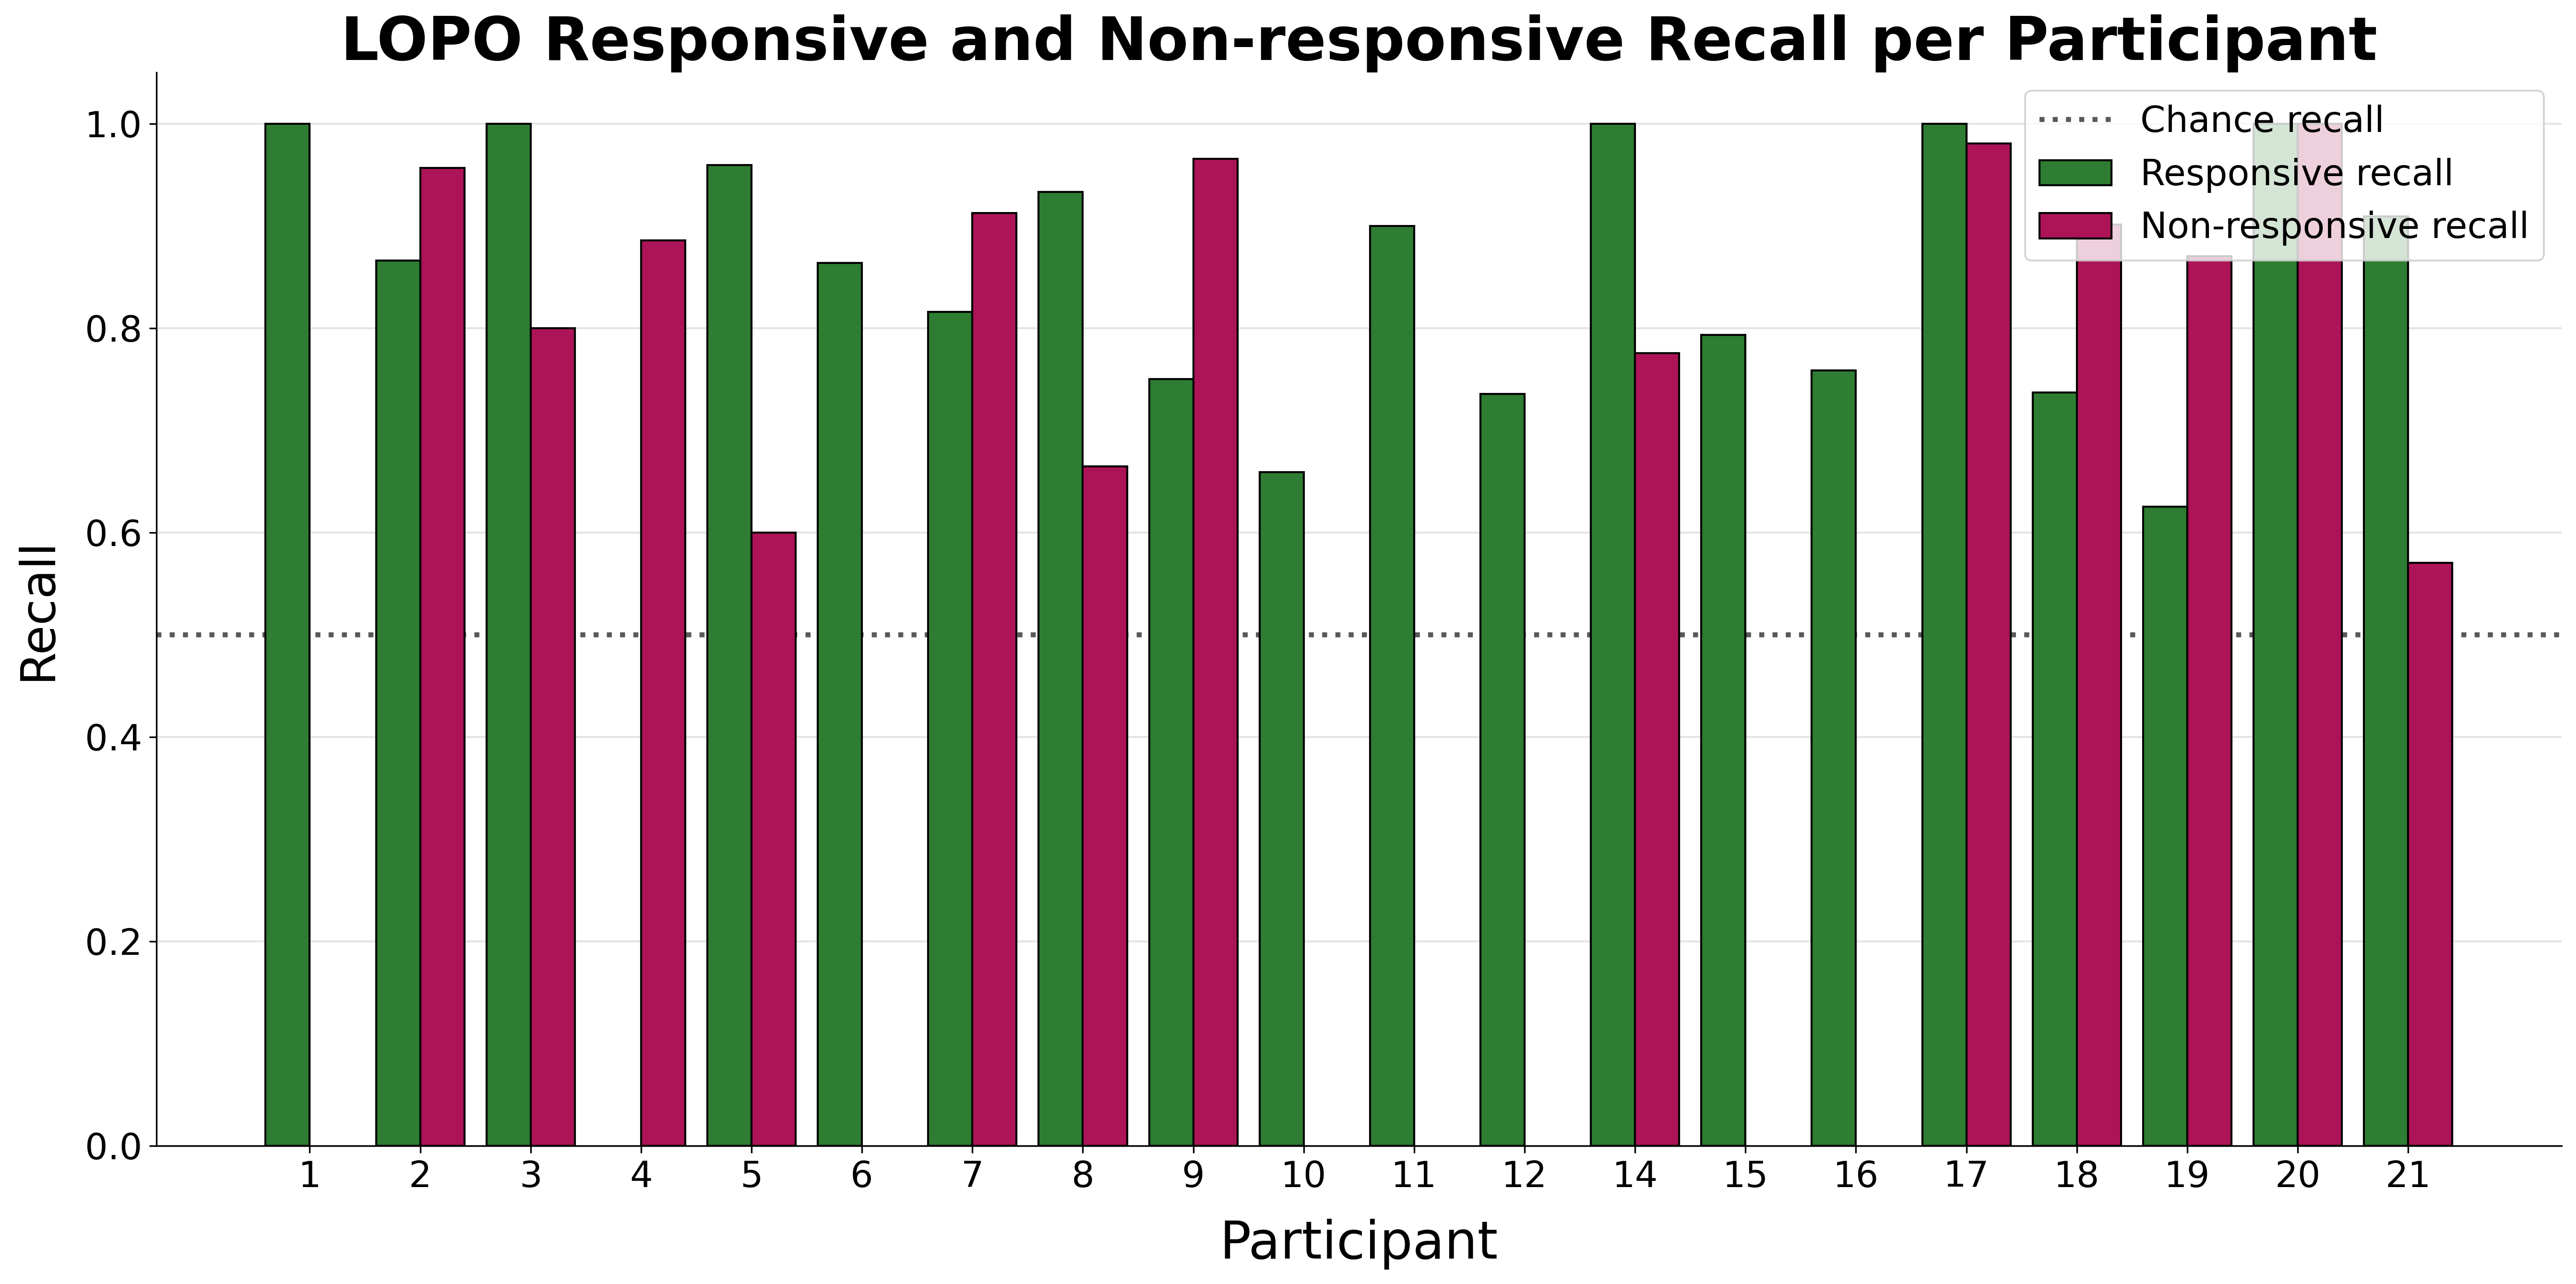 LOPO Responsive and Non-responsive Recall per Participant
Chance recall
Responsive recall
Non-responsive recall
1.0
0.8
0.6
0.4
0.2
0.0
Recall
1 2 3 4 5 6 7 8 9 10 11 12 14 15 16 17 18 19 20 21
Participant